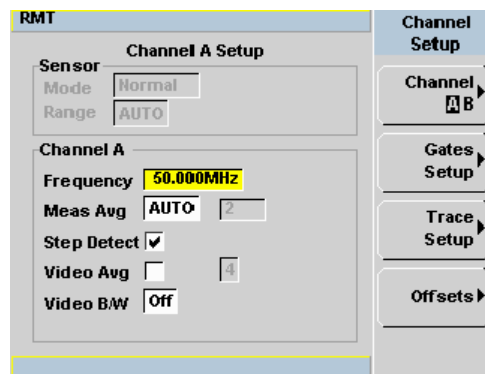 RMT
Channel A Setup
Sensor
Mode Normal
Range AUTO
Channel A
Frequency 50.000MHz
Meas Avg AUTO 2
Step Detect
Video Avg 4
Video B/W Off
Channel
Setup
Channel
A B
Gates
Setup
Trace
Setup
Offsets